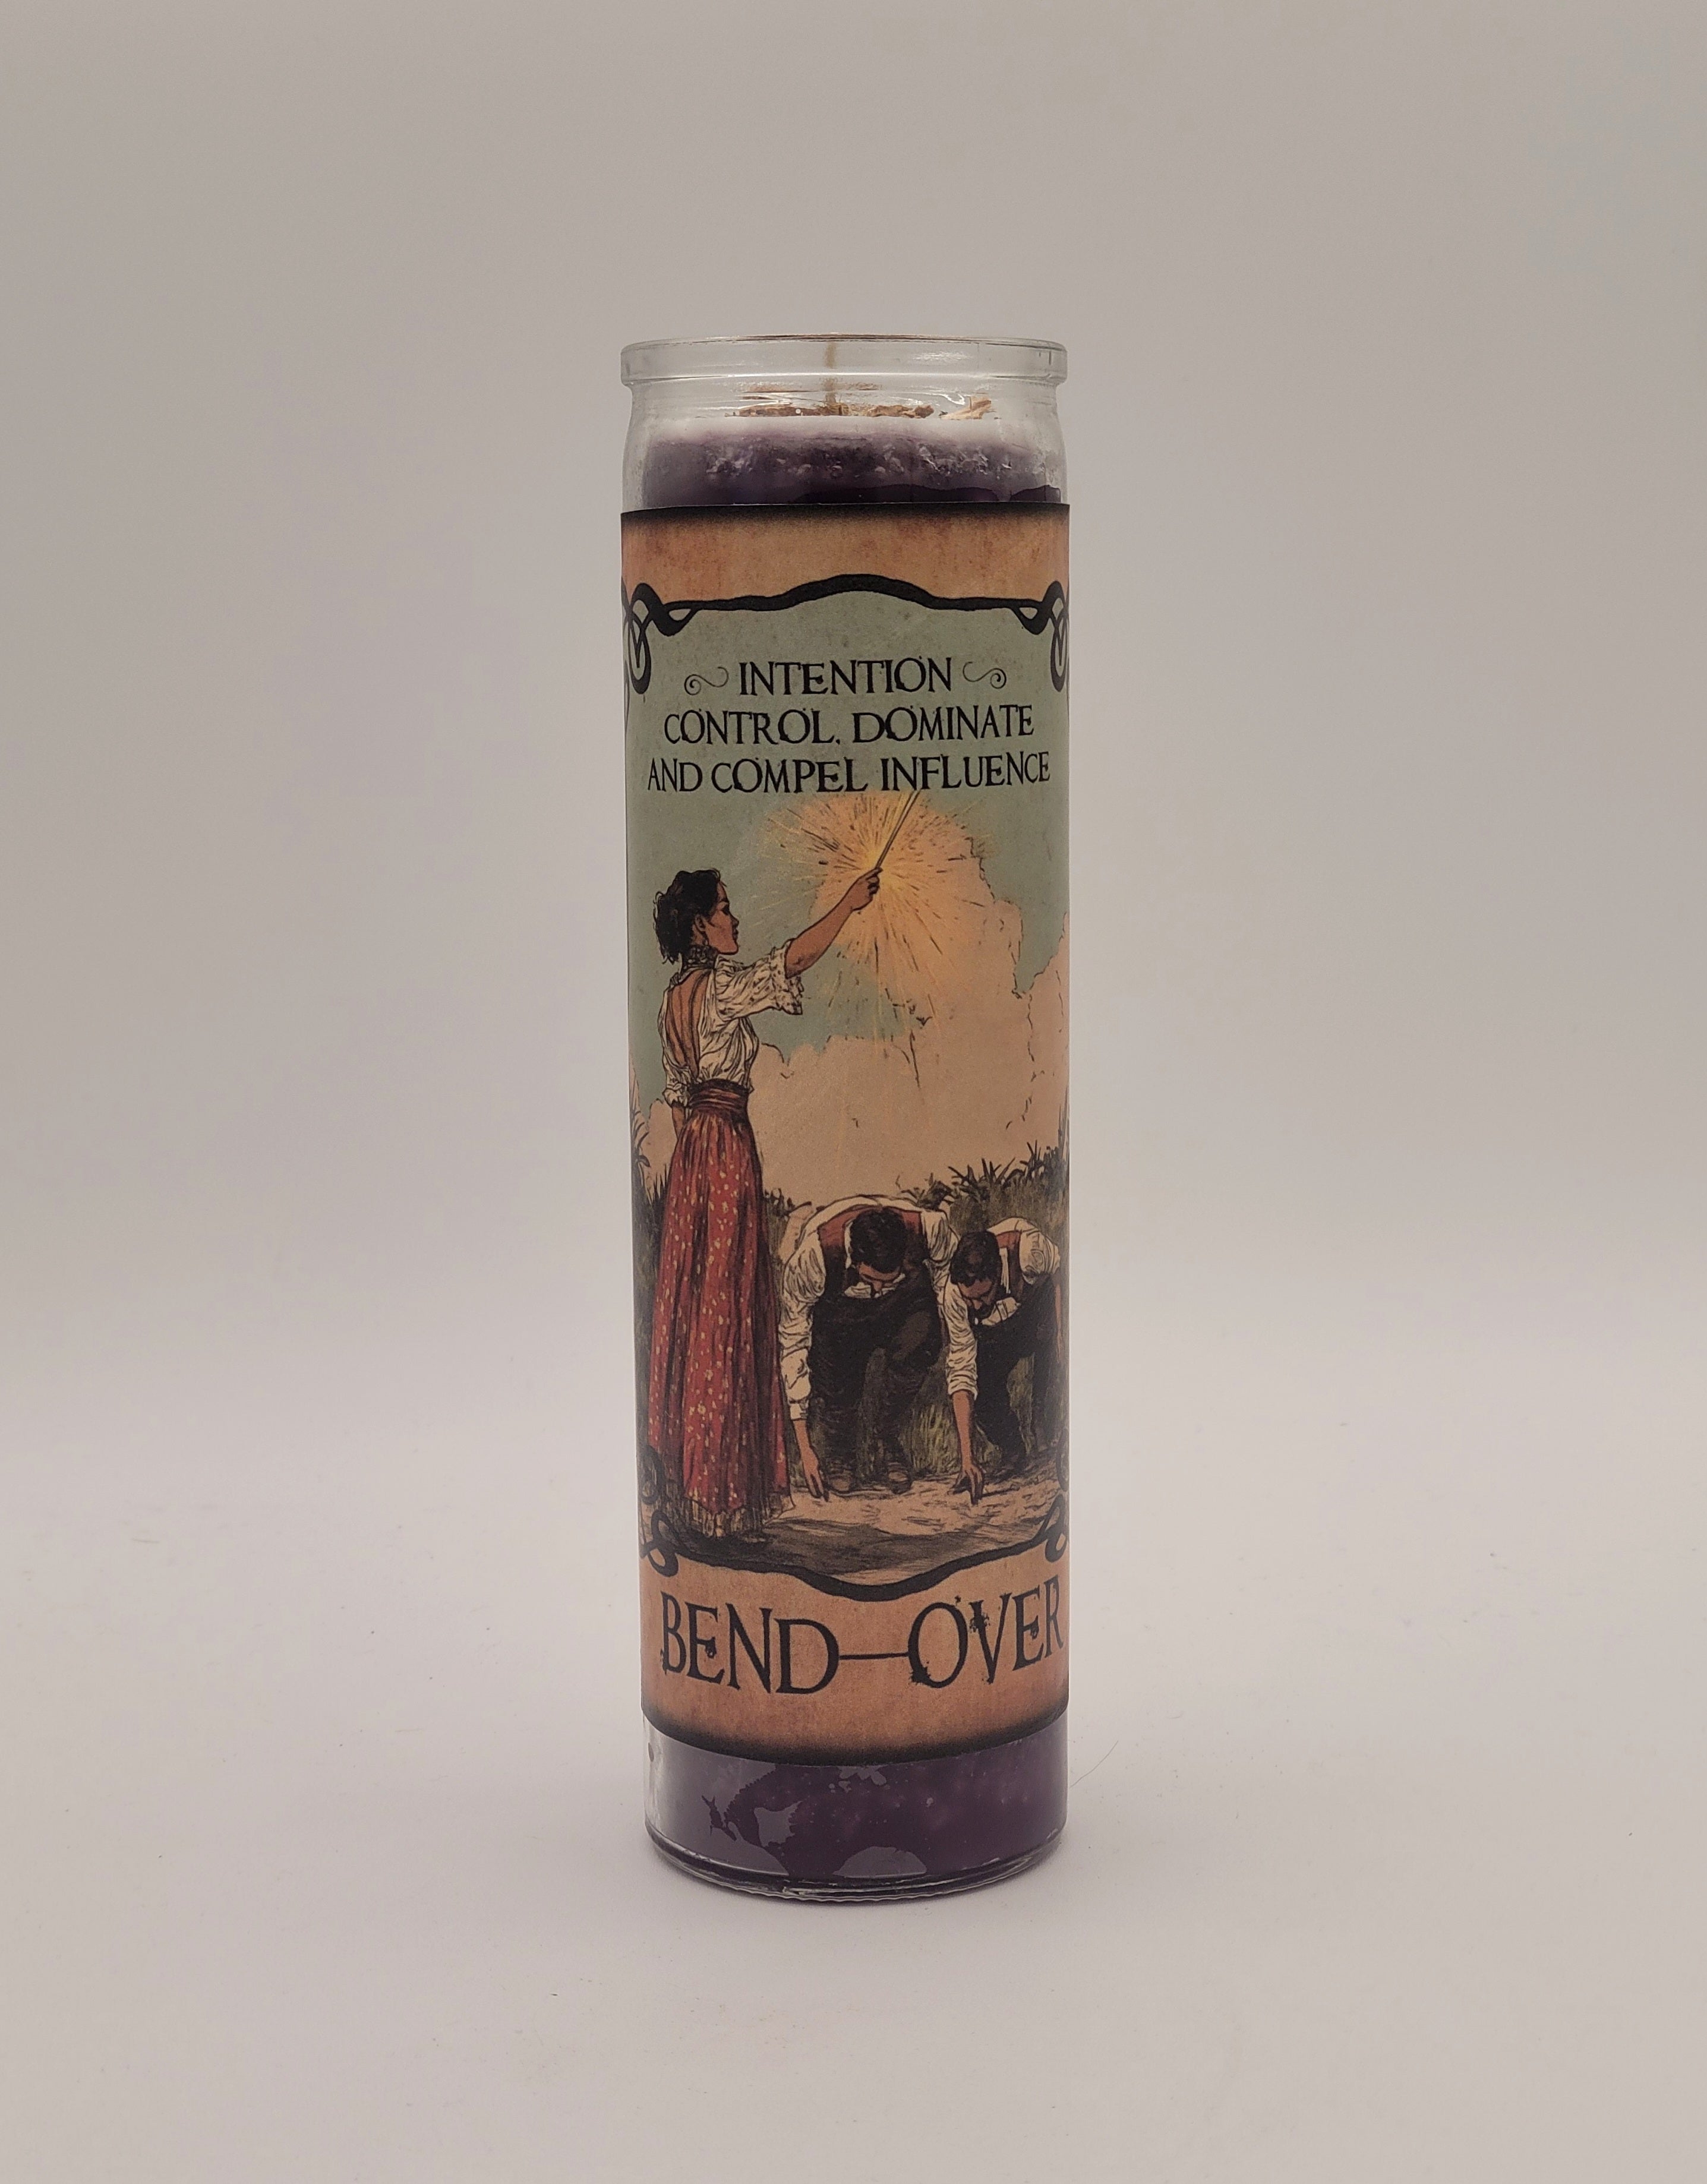 INTENTION
CONTROL, DOMINATE
AND COMPEL INFLUENCE
BEND—OVER